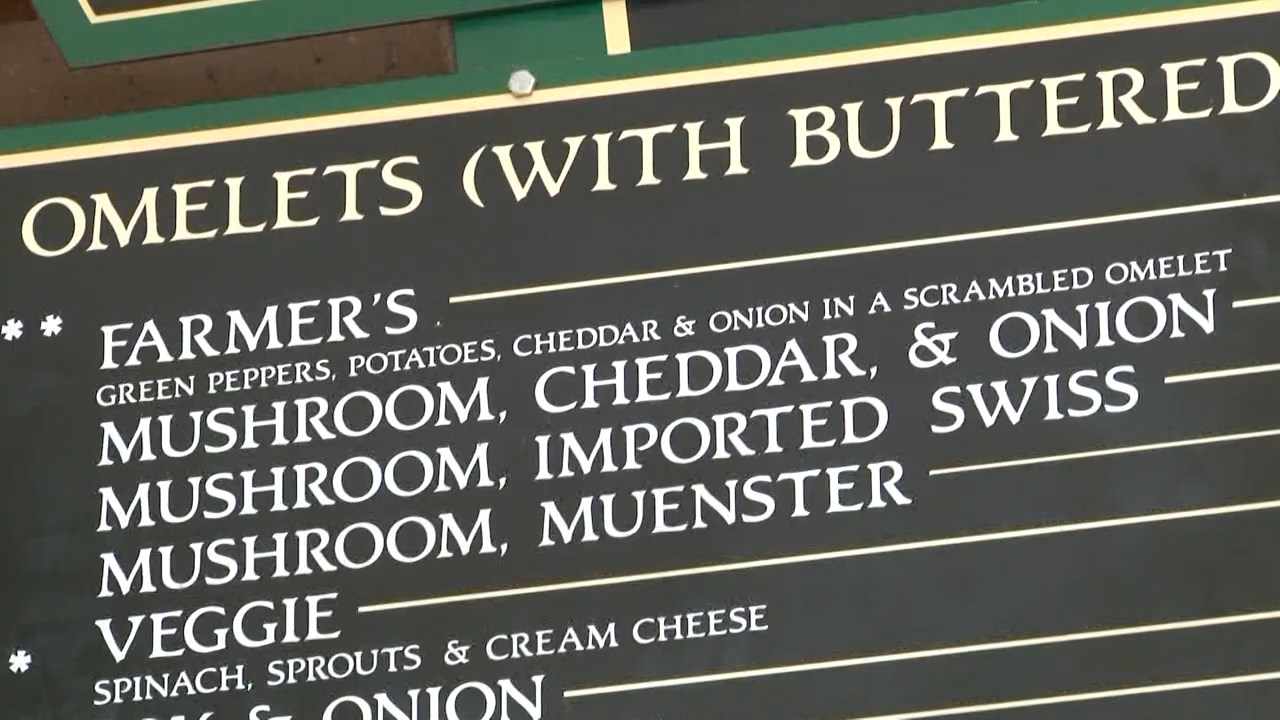 OMELETS (WITH BUTTERED
* * FARMER'S
GREEN PEPPERS, POTATOES, CHEDDAR & ONION IN A SCRAMBLED OMELET
MUSHROOM, CHEDDAR, & ONION
MUSHROOM, IMPORTED SWISS
MUSHROOM, MUENSTER
VEGGIE
* SPINACH, SPROUTS & CREAM CHEESE
& ONION